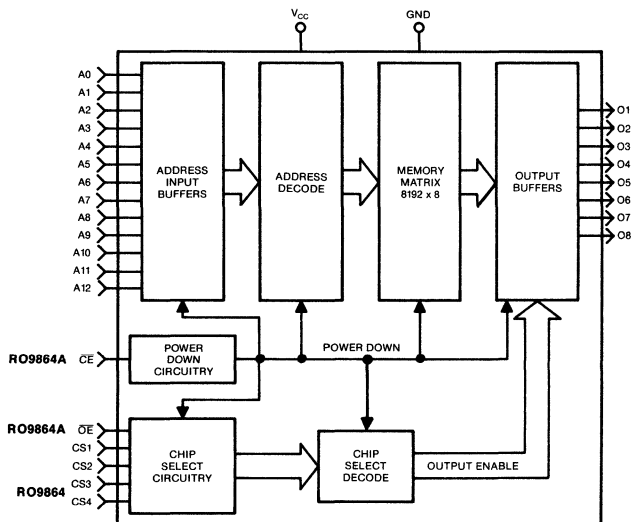 VCC
GND
A0
A1
A2
A3
A4
A5
A6
A7
A8
A9
A10
A11
A12
ADDRESS
INPUT
BUFFERS
ADDRESS
DECODE
MEMORY
MATRIX
8192 x 8
OUTPUT
BUFFERS
O1
O2
O3
O4
O5
O6
O7
O8
RO9864A
CE
POWER
DOWN
CIRCUITRY
POWER DOWN
RO9864A
OE
CS1
CS2
CS3
RO9864
CS4
CHIP
SELECT
CIRCUITRY
CHIP
SELECT
DECODE
OUTPUT ENABLE